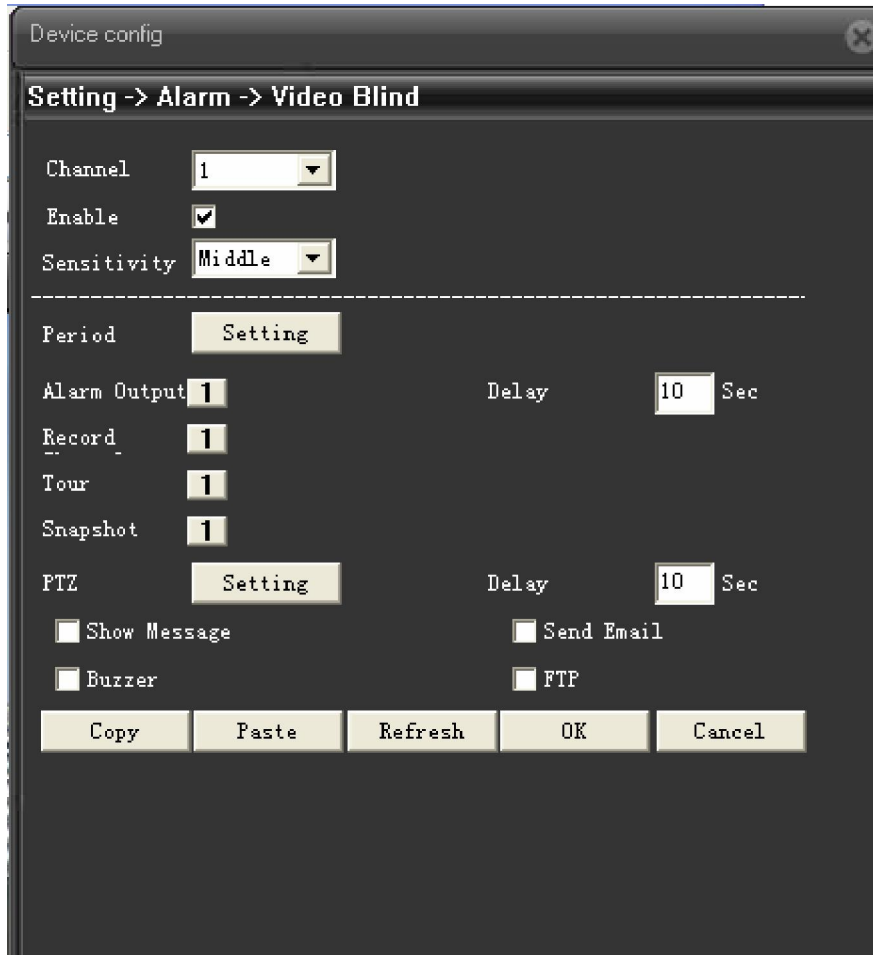 Device config
Setting -> Alarm -> Video Blind
Channel 1
Enable
Sensitivity Middle
Period Setting
Alarm Output 1 Delay 10 Sec
Record 1
Tour 1
Snapshot 1
PTZ Setting Delay 10 Sec
Show Message Send Email
Buzzer FTP
Copy Paste Refresh OK Cancel